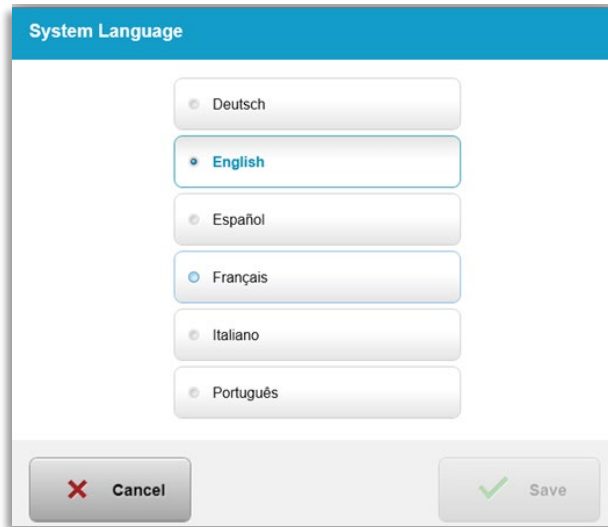 System Language
Deutsch
English
Español
Français
Italiano
Português
Cancel
Save